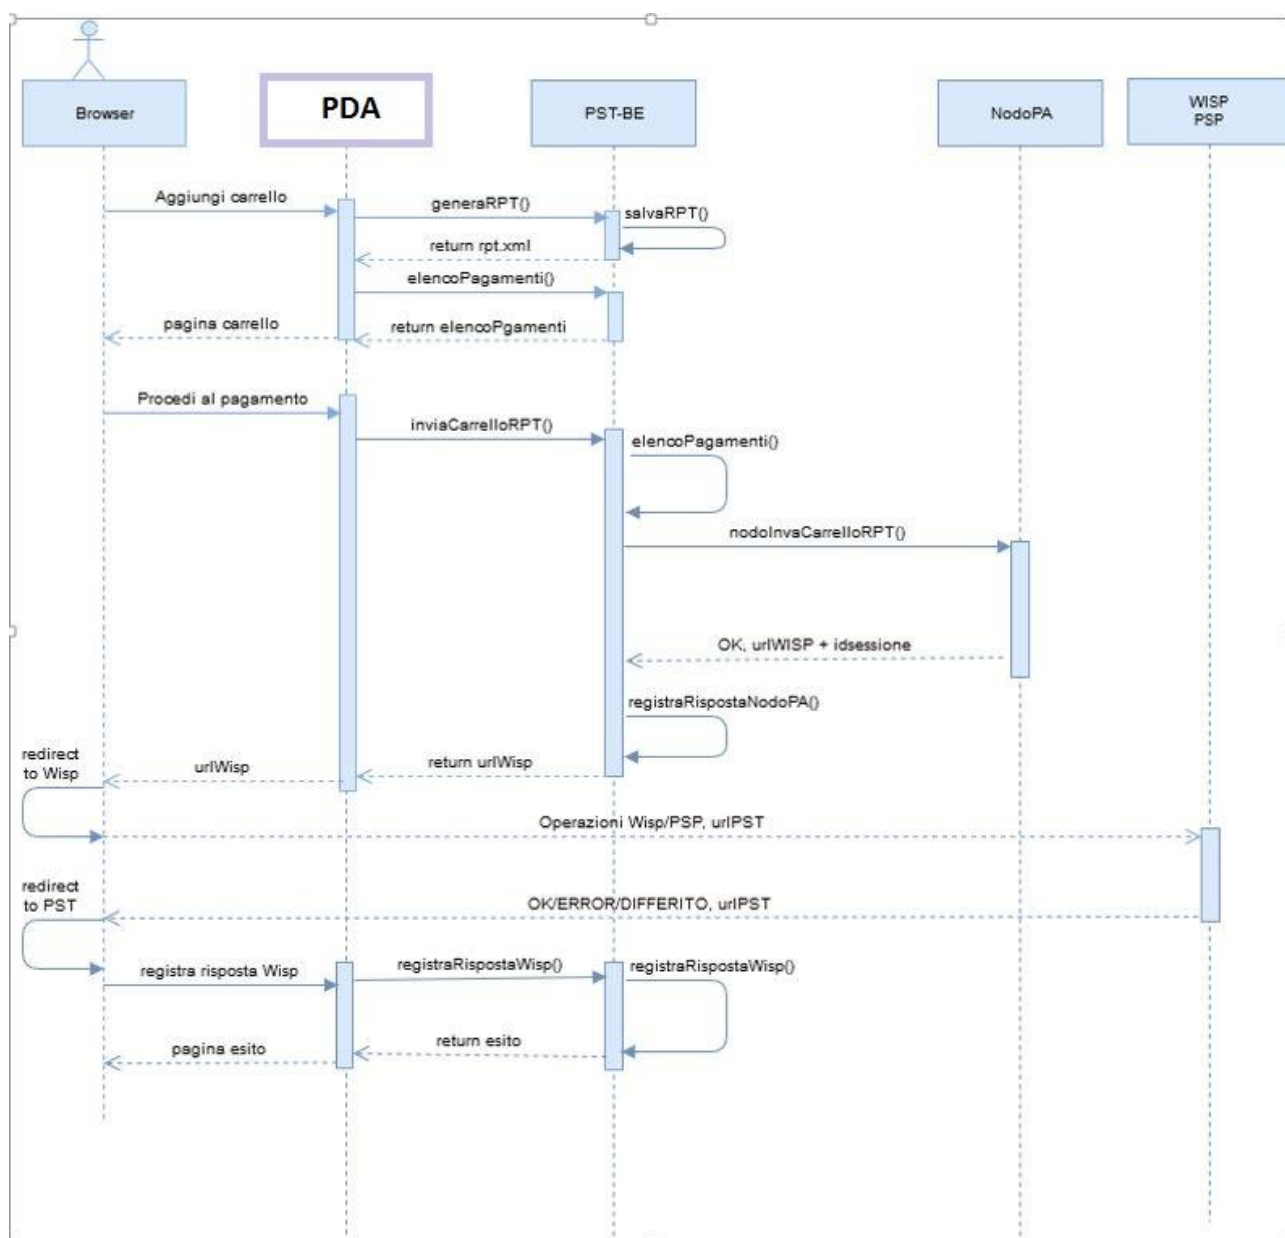 Browser
PDA
PST-BE
NodoPA
WISP
PSP
Aggiungi carrello
generaRPT()
salvaRPT()
return rpt.xml
elencoPagamenti()
pagina carrello
return elencoPgamenti
Procedi al pagamento
inviaCarrelloRPT()
elencoPagamenti()
nodoInvaCarrelloRPT()
OK, urlWISP + idsessione
registraRispostaNodoPA()
redirect
to Wisp
urlWisp
return urlWisp
Operazioni Wisp/PSP, urlPST
redirect
to PST
OK/ERROR/DIFFERITO, urlPST
registra risposta Wisp
registraRispostaWisp()
registraRispostaWisp()
pagina esito
return esito